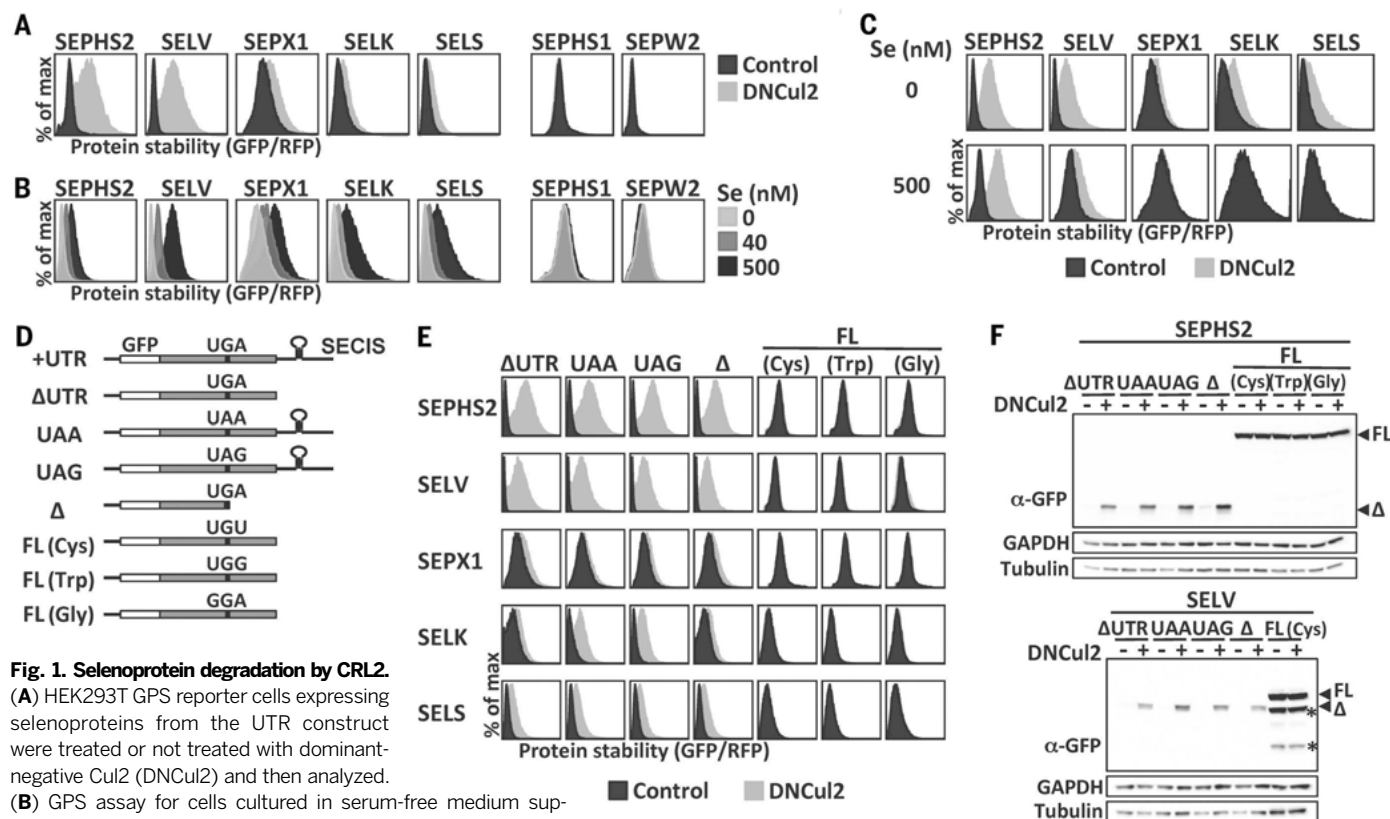 A
SEPHS2 SELV SEPX1 SELK SELS SEPHS1 SEPW2
% of max
Control
DNCul2
Protein stability (GFP/RFP)
B
SEPHS2 SELV SEPX1 SELK SELS SEPHS1 SEPW2
% of max
Se (nM)
0
40
500
Protein stability (GFP/RFP)
C
Se (nM)
SEPHS2 SELV SEPX1 SELK SELS
0
500
% of max
Protein stability (GFP/RFP)
Control DNCul2
D
GFP UGA
+UTR SECIS
UGA
ΔUTR
UAA
UAA
UAG
UAG
UGA
Δ
UGU
FL (Cys)
UGG
FL (Trp)
GGA
FL (Gly)
E
FL
ΔUTR UAA UAG Δ (Cys) (Trp) (Gly)
SEPHS2
SELV
SEPX1
SELK
SELS
% of max
Protein stability (GFP/RFP)
Control DNCul2
F
SEPHS2
FL
ΔUTR UAA UAG Δ (Cys)(Trp)(Gly)
DNCul2 - + - + - + - + - + - + - +
FL
α-GFP
Δ
GAPDH
Tubulin
SELV
ΔUTR UAA UAG Δ FL(Cys)
DNCul2 - + - + - + - + - +
FL
Δ
*
α-GFP
*
GAPDH
Tubulin
Fig. 1. Selenoprotein degradation by CRL2.
(A) HEK293T GPS reporter cells expressing
selenoproteins from the UTR construct
were treated or not treated with dominant-
negative Cul2 (DNCul2) and then analyzed.
(B) GPS assay for cells cultured in serum-free medium sup-